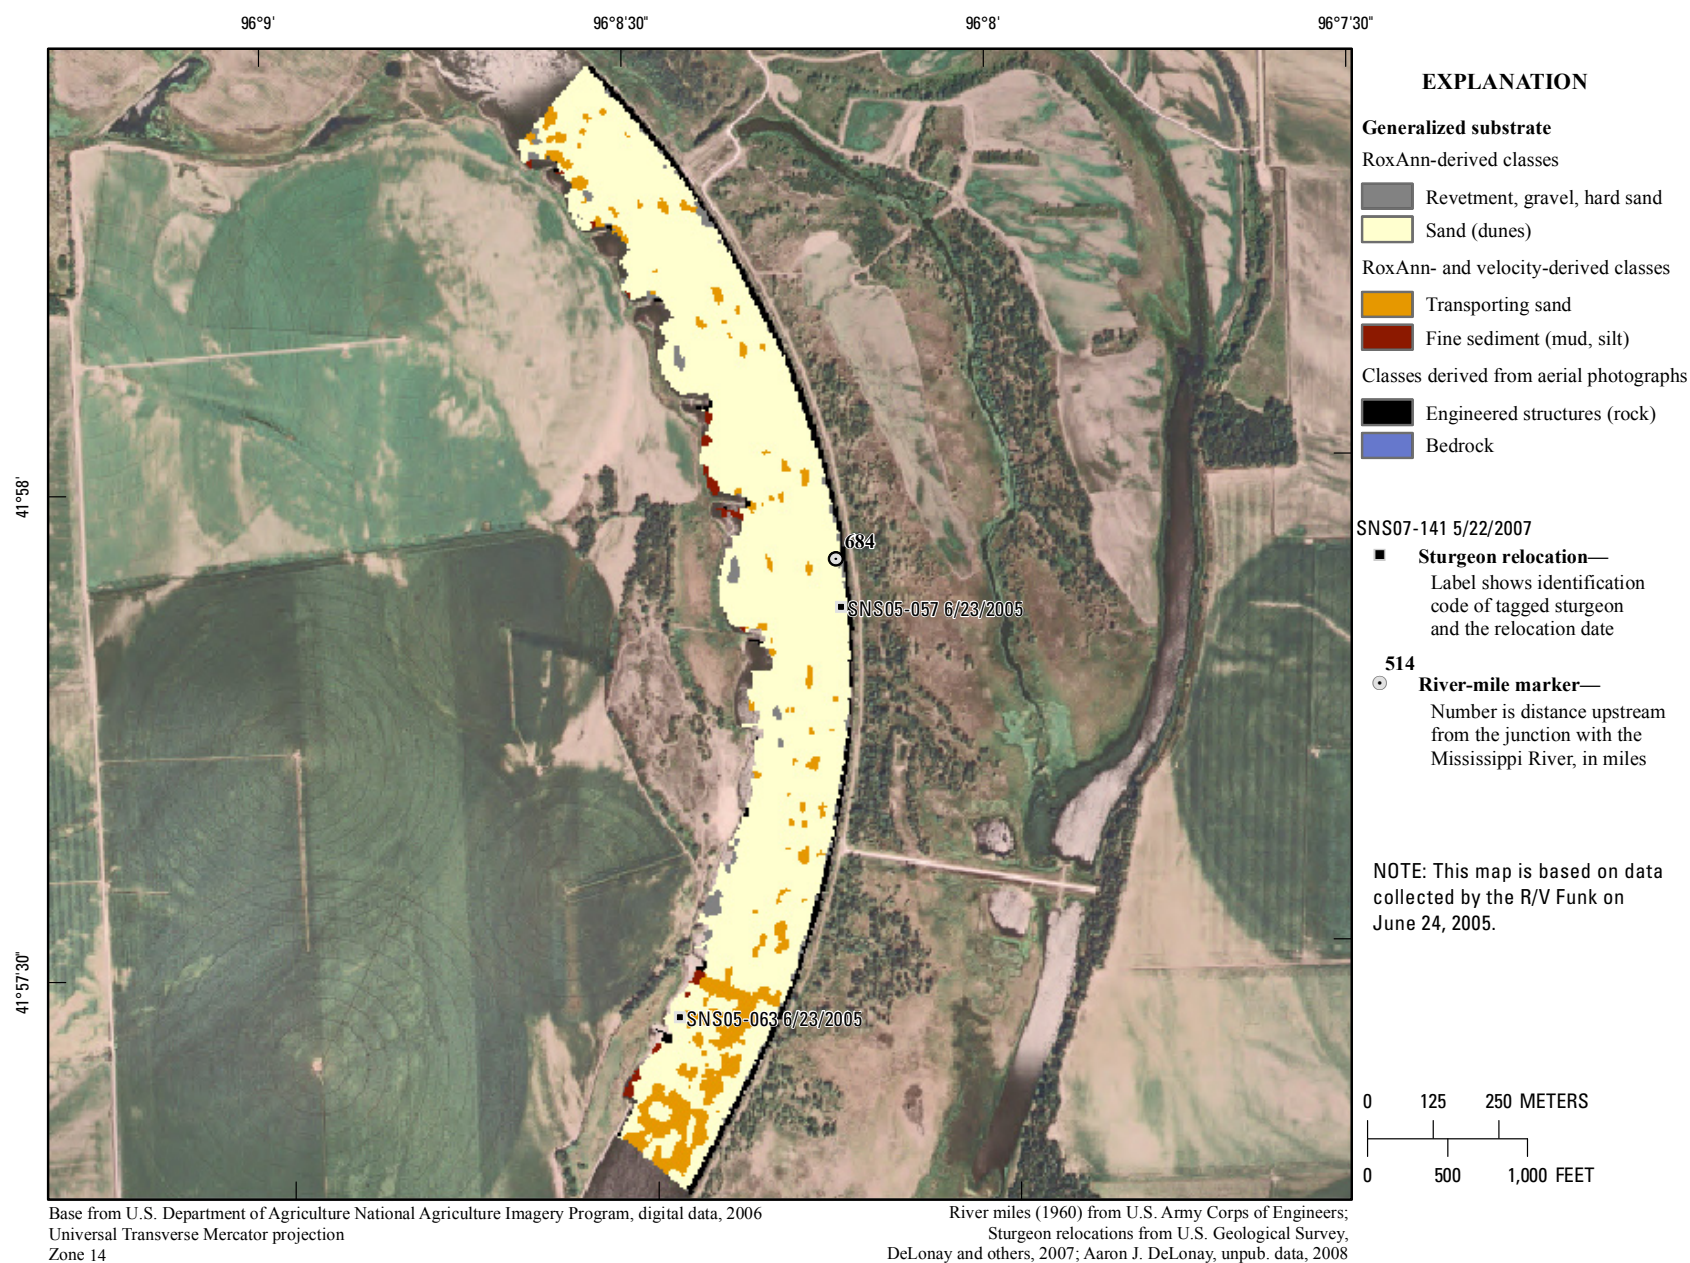 96°9'
96°8'30"
96°8'
96°7'30"
41°58'
41°57'30"
684
SNS05-057 6/23/2005
SNS05-063 6/23/2005
EXPLANATION
Generalized substrate
RoxAnn-derived classes
Revetment, gravel, hard sand
Sand (dunes)
RoxAnn- and velocity-derived classes
Transporting sand
Fine sediment (mud, silt)
Classes derived from aerial photographs
Engineered structures (rock)
Bedrock
SNS07-141 5/22/2007
Sturgeon relocation—
Label shows identification
code of tagged sturgeon
and the relocation date
514
River-mile marker—
Number is distance upstream
from the junction with the
Mississippi River, in miles
NOTE: This map is based on data
collected by the R/V Funk on
June 24, 2005.
0 125 250 METERS
0 500 1,000 FEET
Base from U.S. Department of Agriculture National Agriculture Imagery Program, digital data, 2006
Universal Transverse Mercator projection
Zone 14
River miles (1960) from U.S. Army Corps of Engineers;
Sturgeon relocations from U.S. Geological Survey,
DeLonay and others, 2007; Aaron J. DeLonay, unpub. data, 2008